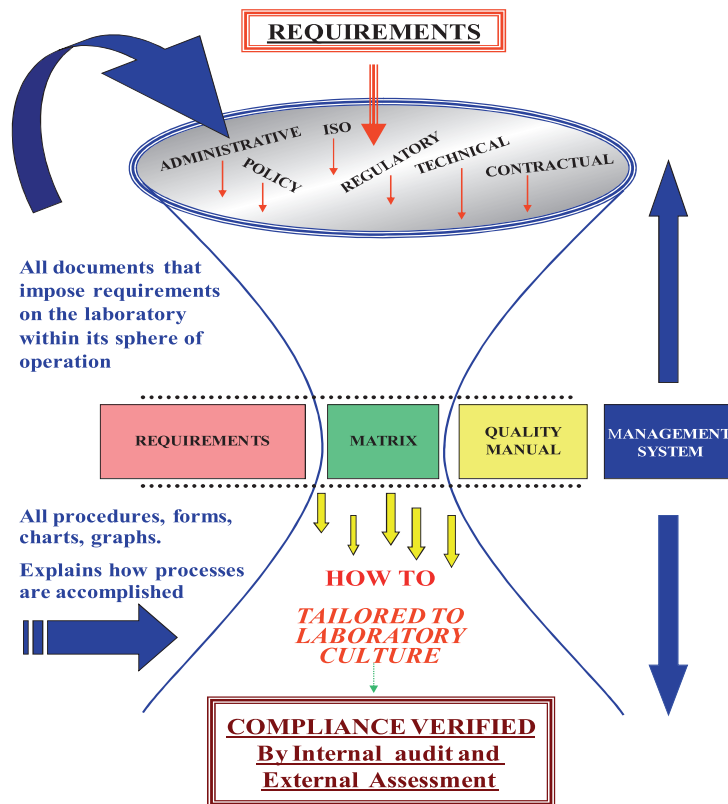 REQUIREMENTS
ADMINISTRATIVE
ISO
POLICY
REGULATORY
TECHNICAL
CONTRACTUAL
All documents that
impose requirements
on the laboratory
within its sphere of
operation
REQUIREMENTS
MATRIX
QUALITY
MANUAL
MANAGEMENT
SYSTEM
All procedures, forms,
charts, graphs.
Explains how processes
are accomplished
HOW TO
TAILORED TO
LABORATORY
CULTURE
COMPLIANCE VERIFIED
By Internal audit and
External Assessment